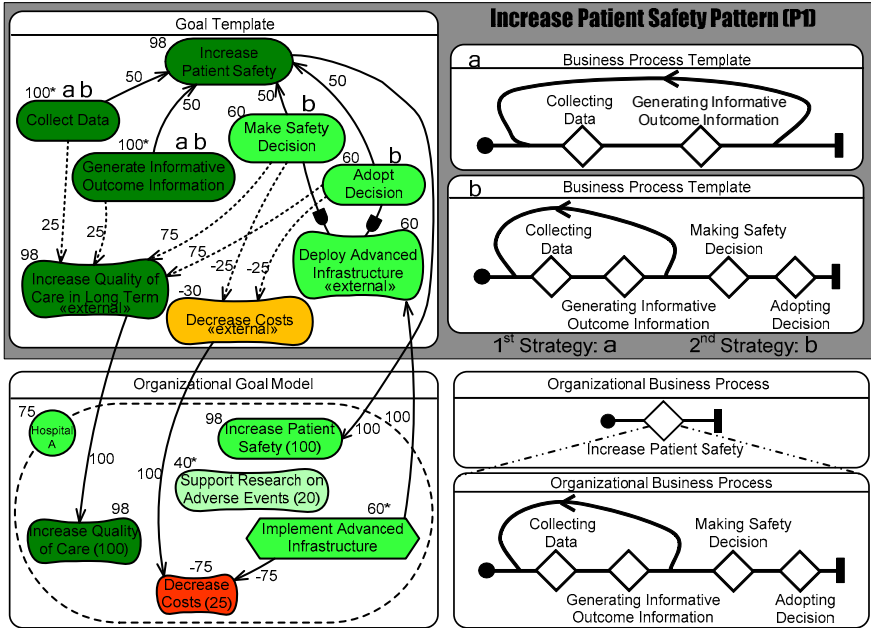 Increase Patient Safety Pattern (P1)
Goal Template
98
Increase
Patient Safety
50
50
50
50
100* a b
Collect Data
100* a b
Generate Informative
Outcome Information
60 b
Make Safety
Decision
60 b
Adopt
Decision
60
Deploy Advanced
Infrastructure
«external»
25
25
75
75
-25
-25
98
Increase Quality of
Care in Long Term
«external»
-30
Decrease Costs
«external»
a
Business Process Template
Collecting
Data
Generating Informative
Outcome Information
b
Business Process Template
Collecting
Data
Making Safety
Decision
Generating Informative
Outcome Information
Adopting
Decision
1st Strategy: a
2nd Strategy: b
Organizational Goal Model
75
Hospital
A
98
Increase Patient
Safety (100)
100
100
100
100
40*
Support Research on
Adverse Events (20)
60*
Implement Advanced
Infrastructure
98
Increase Quality
of Care (100)
-75
-75
Decrease
Costs (25)
Organizational Business Process
Increase Patient Safety
Organizational Business Process
Collecting
Data
Making Safety
Decision
Generating Informative
Outcome Information
Adopting
Decision